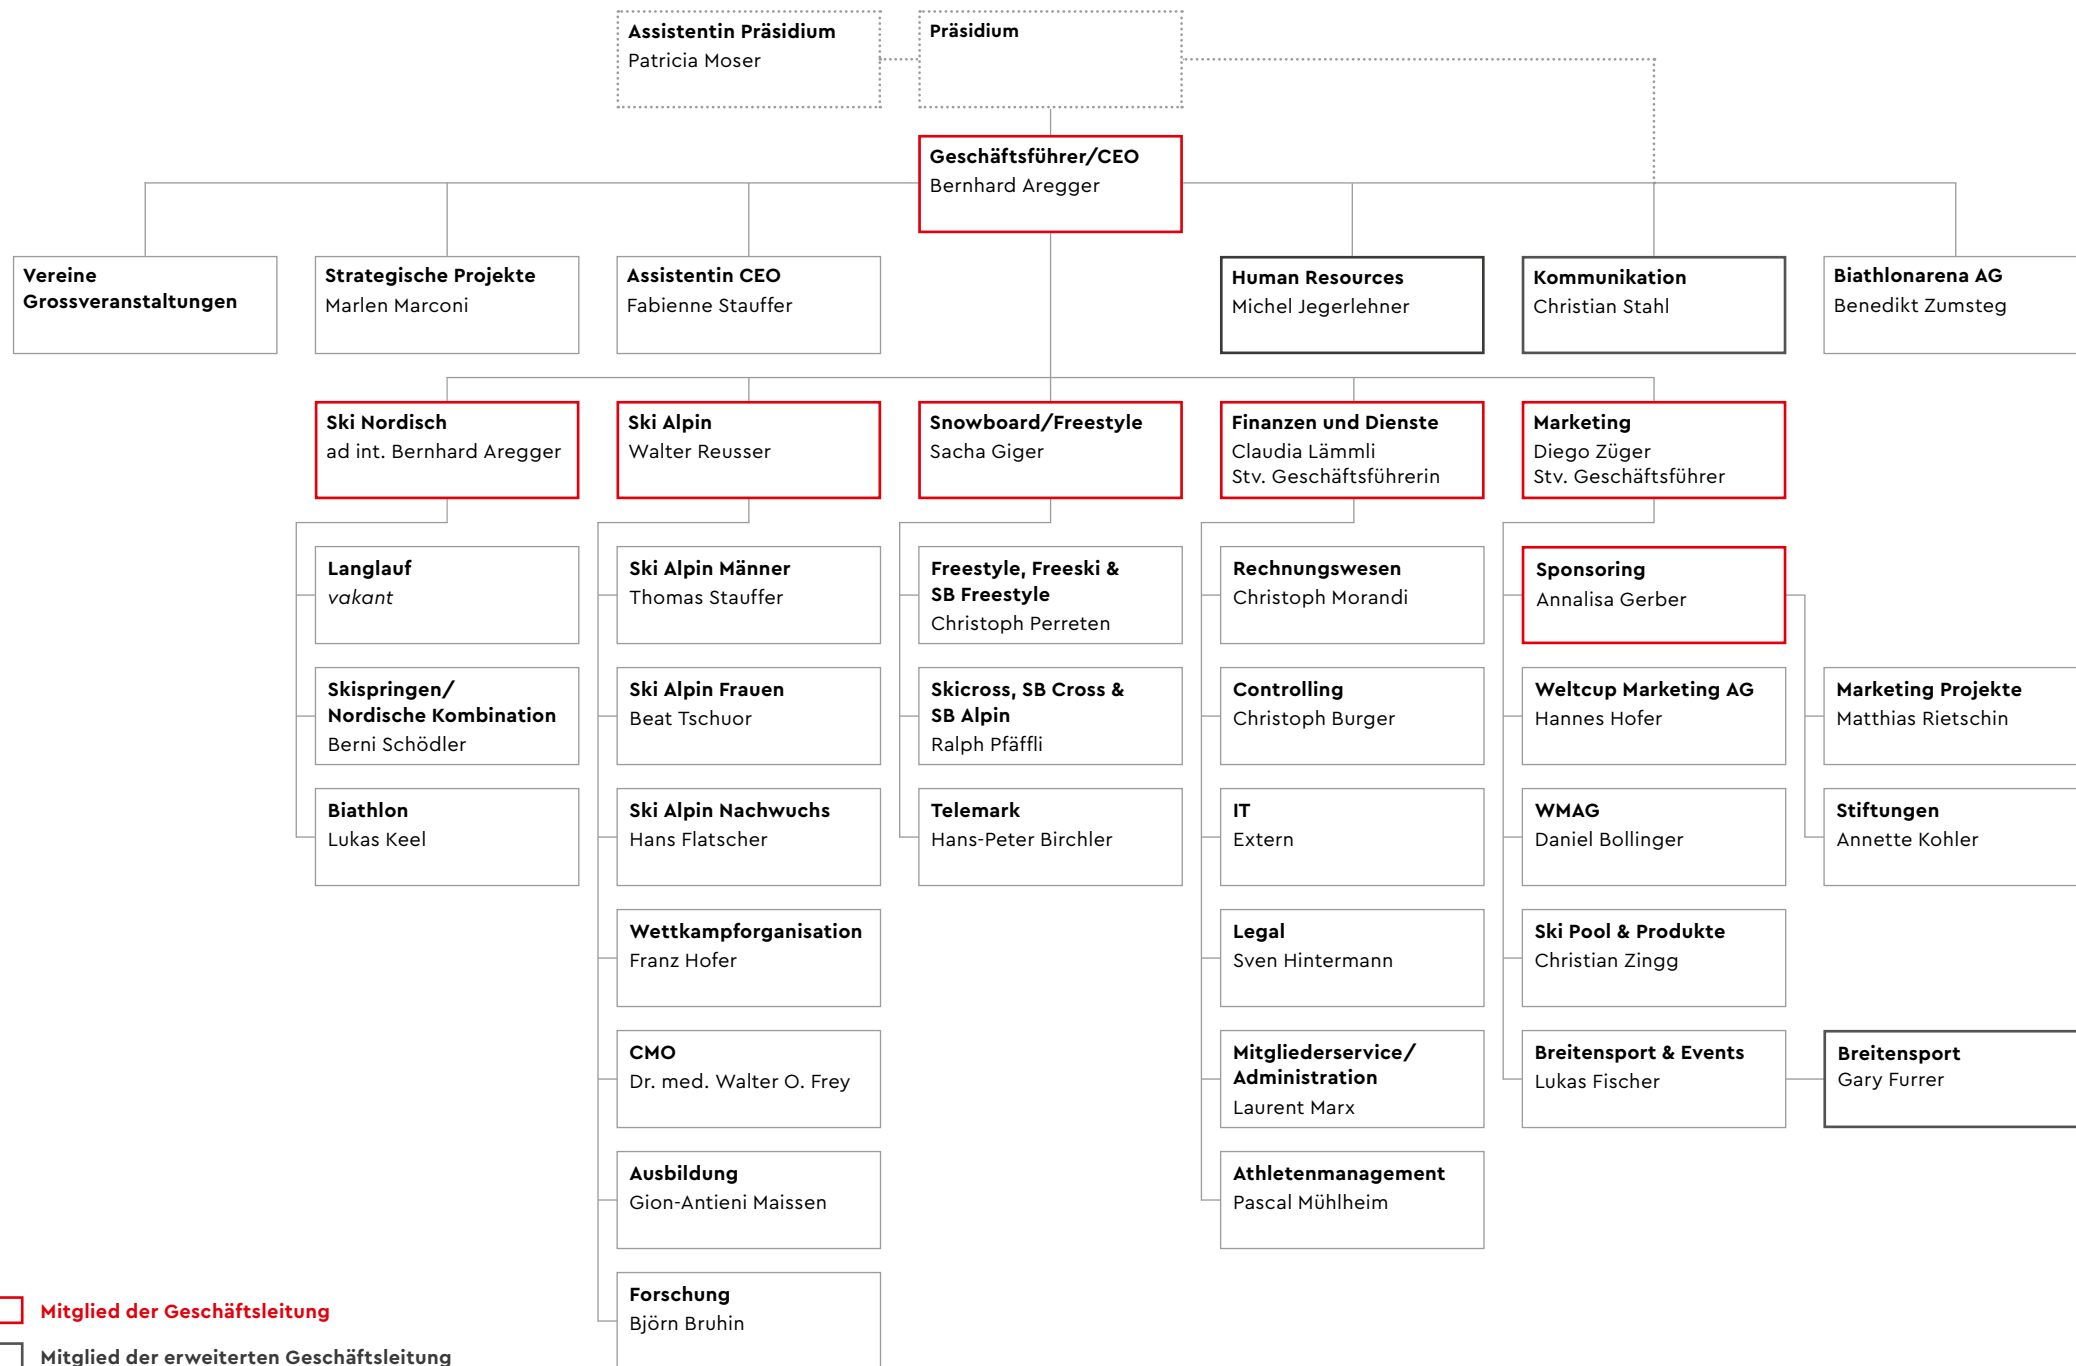 Assistentin Präsidium
Patricia Moser
Präsidium
Geschäftsführer/CEO
Bernhard Aregger
Vereine
Grossveranstaltungen
Strategische Projekte
Marlen Marconi
Assistentin CEO
Fabienne Stauffer
Human Resources
Michel Jegerlehner
Kommunikation
Christian Stahl
Biathlonarena AG
Benedikt Zumsteg
Ski Nordisch
ad int. Bernhard Aregger
Ski Alpin
Walter Reusser
Snowboard/Freestyle
Sacha Giger
Finanzen und Dienste
Claudia Lämmli
Stv. Geschäftsführerin
Marketing
Diego Züger
Stv. Geschäftsführer
Langlauf
vakant
Skispringen/
Nordische Kombination
Berni Schödler
Biathlon
Lukas Keel
Ski Alpin Männer
Thomas Stauffer
Ski Alpin Frauen
Beat Tschuor
Ski Alpin Nachwuchs
Hans Flatscher
Wettkampforganisation
Franz Hofer
CMO
Dr. med. Walter O. Frey
Ausbildung
Gion-Antieni Maissen
Forschung
Björn Bruhin
Freestyle, Freeski &
SB Freestyle
Christoph Perreten
Skicross, SB Cross &
SB Alpin
Ralph Pfäffli
Telemark
Hans-Peter Birchler
Rechnungswesen
Christoph Morandi
Controlling
Christoph Burger
IT
Extern
Legal
Sven Hintermann
Mitgliederservice/
Administration
Laurent Marx
Athletenmanagement
Pascal Mühlheim
Sponsoring
Annalisa Gerber
Weltcup Marketing AG
Hannes Hofer
WMAG
Daniel Bollinger
Ski Pool & Produkte
Christian Zingg
Breitensport & Events
Lukas Fischer
Marketing Projekte
Matthias Rietschin
Stiftungen
Annette Kohler
Breitensport
Gary Furrer
Mitglied der Geschäftsleitung
Mitglied der erweiterten Geschäftsleitung